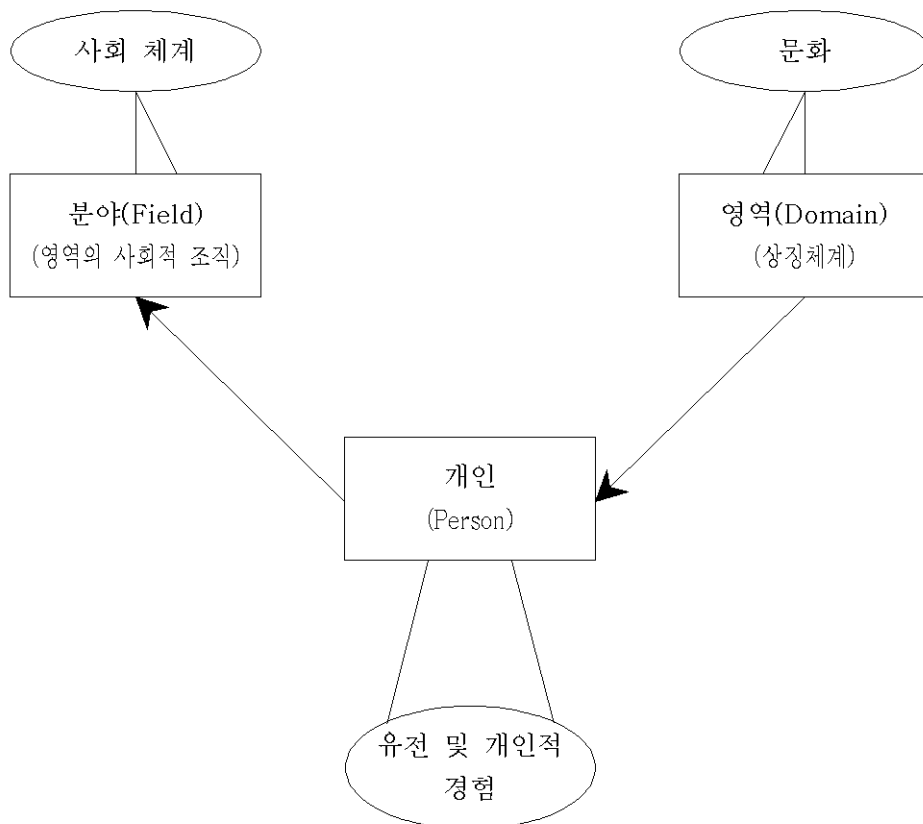 사회 체계
문화
분야(Field)
(영역의 사회적 조직)
영역(Domain)
(상징체계)
개인
(Person)
유전 및 개인적
경험